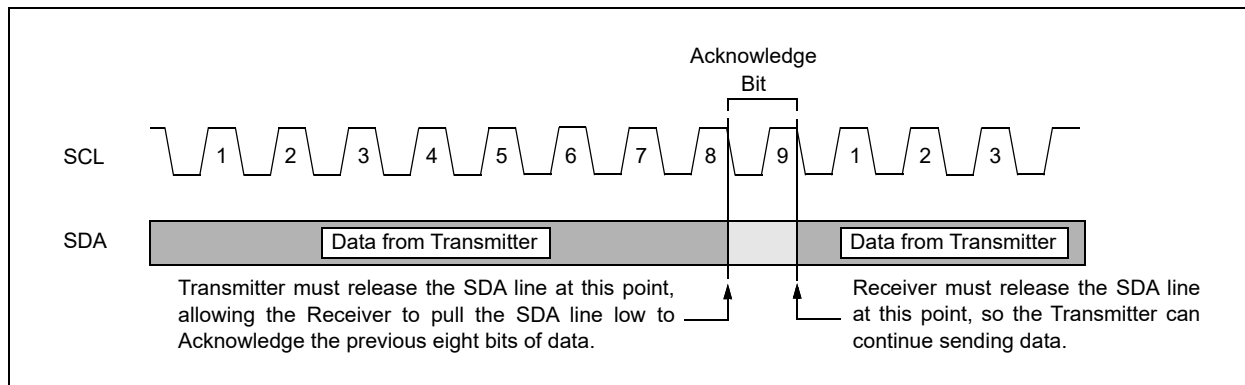 Acknowledge
Bit
SCL
1 2 3 4 5 6 7 8 9 1 2 3
SDA
Data from Transmitter
Data from Transmitter
Transmitter must release the SDA line at this point,
allowing the Receiver to pull the SDA line low to
Acknowledge the previous eight bits of data.
Receiver must release the SDA line
at this point, so the Transmitter can
continue sending data.